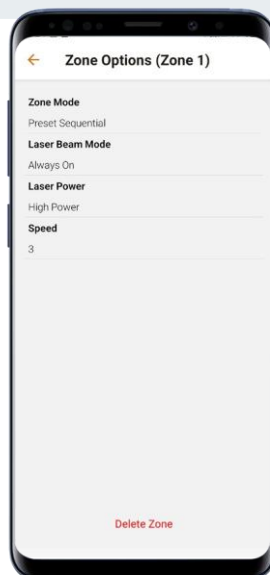 Zone Options (Zone 1)
Zone Mode
Preset Sequential
Laser Beam Mode
Always On
Laser Power
High Power
Speed
3
Delete Zone